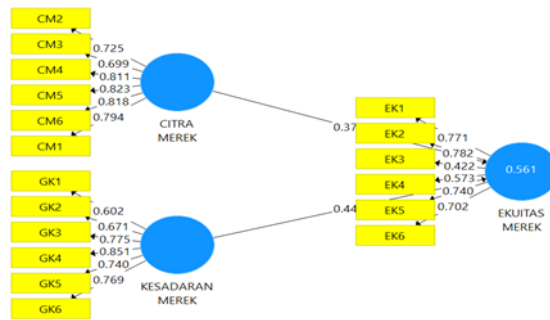 CM2
CM3
CM4
CM5
CM6
CM1
0.725
0.699
0.811
0.823
0.818
0.794
CITRA
MEREK
GK1
GK2
GK3
GK4
GK5
GK6
0.602
0.671
0.775
0.851
0.740
0.769
KESADARAN
MEREK
0.37
0.44
EK1
EK2
EK3
EK4
EK5
EK6
0.771
0.782
0.422
0.573
0.740
0.702
0.561
EKUITAS
MEREK